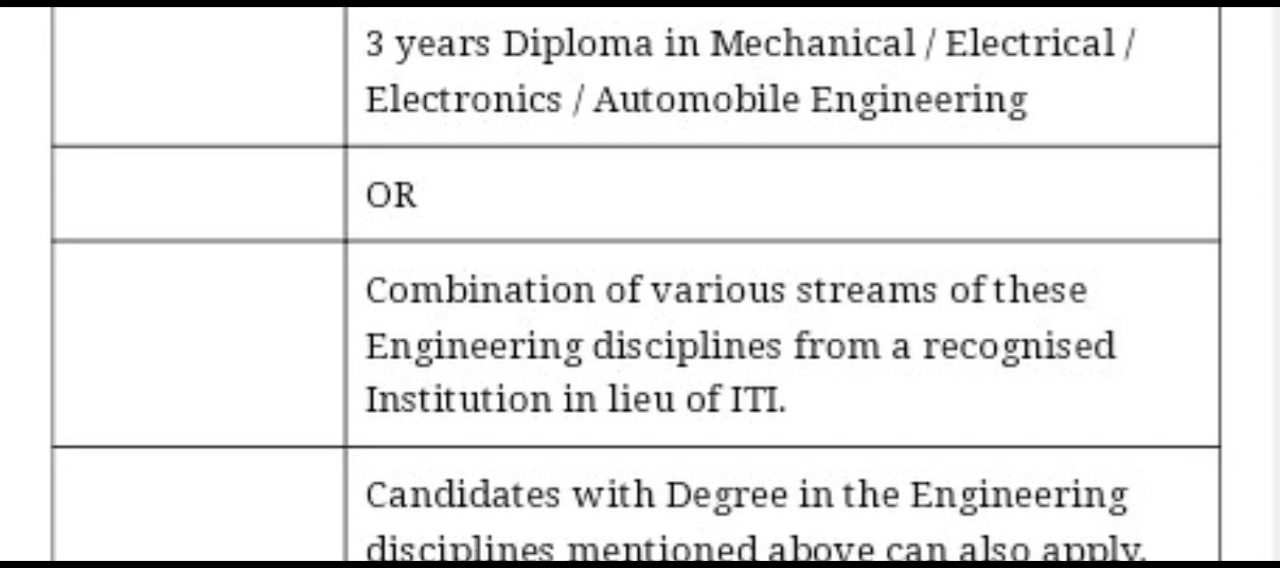 3 years Diploma in Mechanical / Electrical /
Electronics / Automobile Engineering
OR
Combination of various streams of these
Engineering disciplines from a recognised
Institution in lieu of ITI.
Candidates with Degree in the Engineering
disciplines mentioned above can also apply.